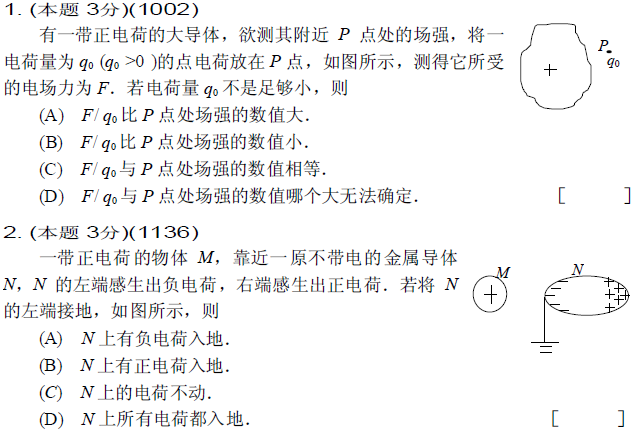 1. (本题 3分)(1002)
有一带正电荷的大导体，欲测其附近 P 点处的场强，将一
电荷量为 q0 (q0 >0 )的点电荷放在 P 点，如图所示，测得它所受
的电场力为 F．若电荷量 q0 不是足够小，则
(A) F/ q0 比 P 点处场强的数值大．
(B) F/ q0 比 P 点处场强的数值小．
(C) F/ q0 与 P 点处场强的数值相等．
(D) F/ q0 与 P 点处场强的数值哪个大无法确定． [ ]
P
q0
+
2. (本题 3分)(1136)
一带正电荷的物体 M，靠近一原不带电的金属导体
N，N 的左端感生出负电荷，右端感生出正电荷．若将 N
的左端接地，如图所示，则
(A) N 上有负电荷入地．
(B) N 上有正电荷入地．
(C) N 上的电荷不动．
(D) N 上所有电荷都入地． [ ]
M
N
+